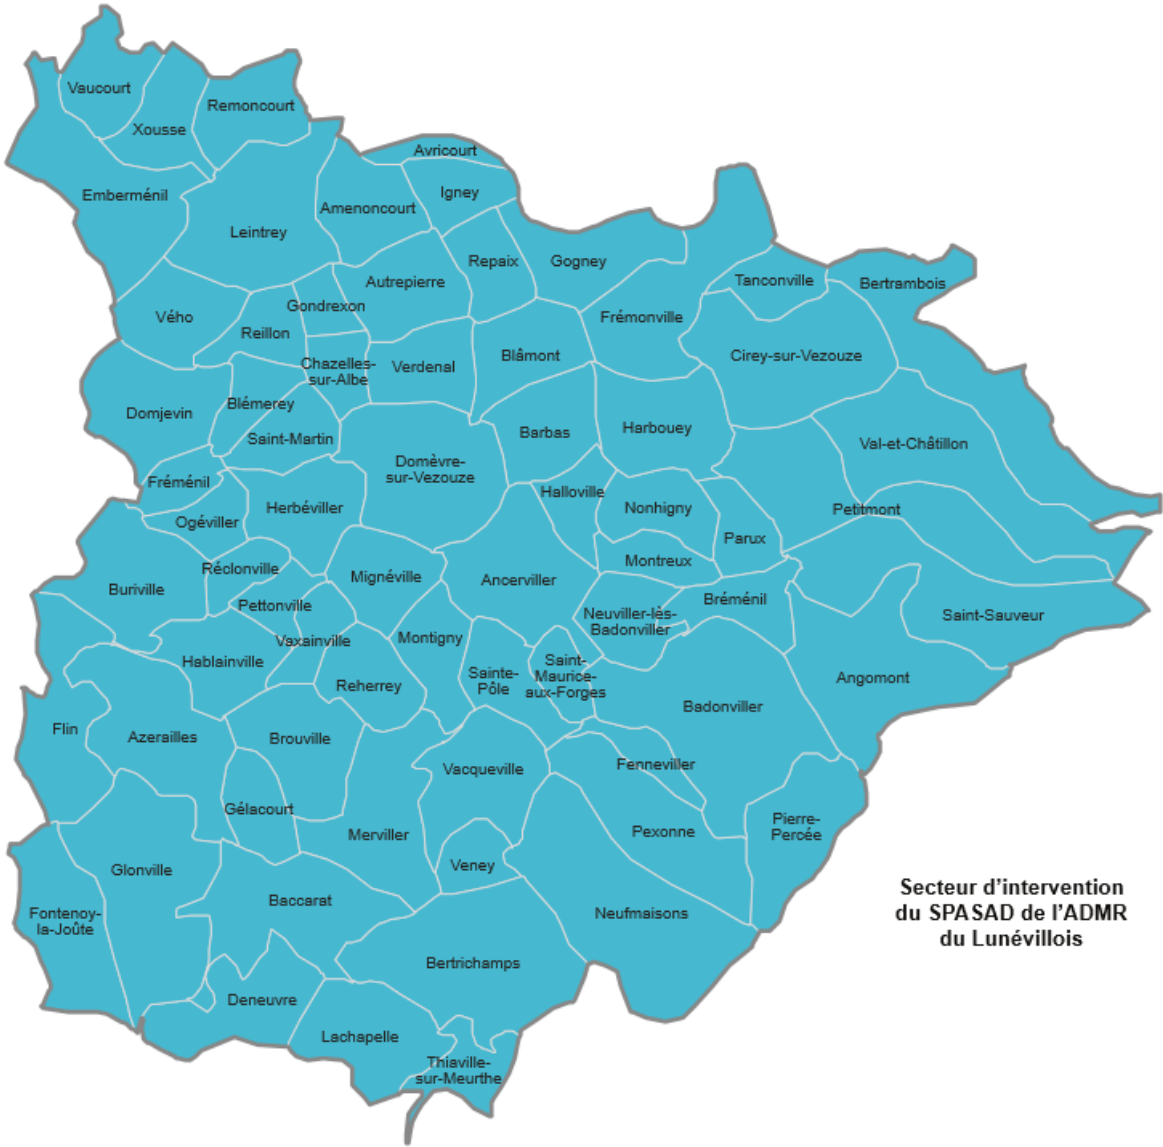 Vaucourt
Remoncourt
Xousse
Avricourt
Emberménil
Igney
Amenoncourt
Leintrey
Repaix
Gogney
Autrepierre
Tanconville
Bertrambois
Gondrexon
Vého
Frémonville
Reillon
Blâmont
Cirey-sur-Vezouze
Chazelles-
sur-Albe
Verdenal
Blémerey
Domjevin
Harbouey
Barbas
Saint-Martin
Val-et-Châtillon
Domèvre-
sur-Vezouze
Fréménil
Halloville
Herbéviller
Nonhigny
Petitmont
Ogéviller
Parux
Montreux
Réclonville
Mignéville
Ancerviller
Buriville
Bréménil
Pettonville
Neuviller-lès-
Badonviller
Saint-Sauveur
Vaxainville
Montigny
Hablainville
Saint-
Maurice-
aux-Forges
Sainte-
Pôle
Reherrey
Angomont
Badonviller
Flin
Azerailles
Brouville
Fenneviller
Vacqueville
Gélacourt
Pierre-
Percée
Pexonne
Merviller
Veney
Glonville
Secteur d'intervention
du SPASAD de l'ADMR
du Lunévillois
Baccarat
Fontenoy-
la-Joûte
Neufmaisons
Bertrichamps
Deneuvre
Lachapelle
Thiaville-
sur-Meurthe